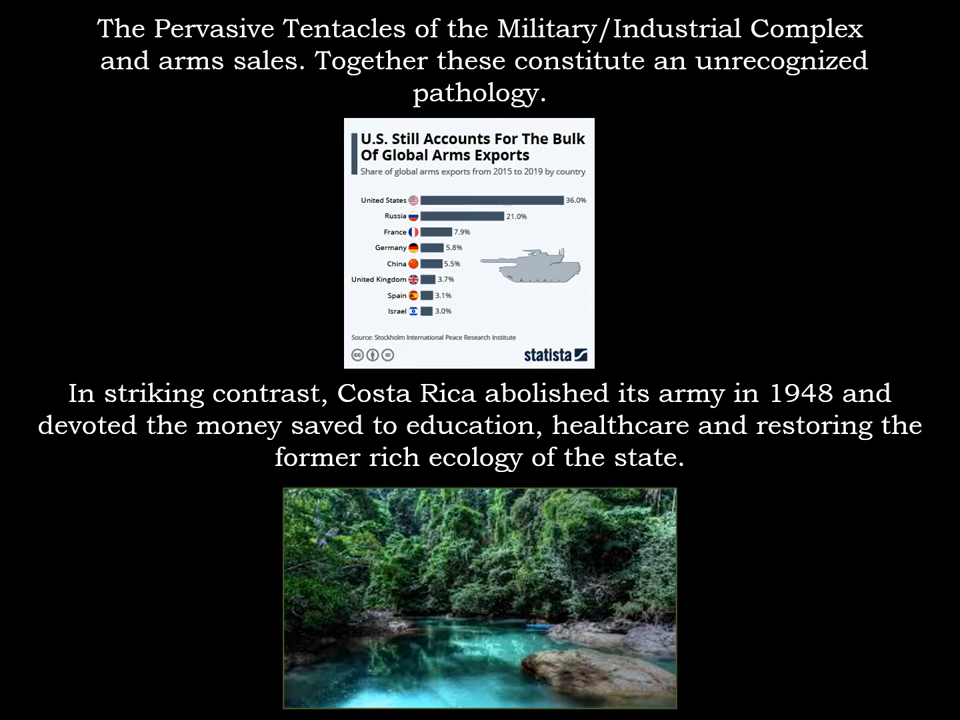 The Pervasive Tentacles of the Military/Industrial Complex
and arms sales. Together these constitute an unrecognized
pathology.
U.S. Still Accounts For The Bulk
Of Global Arms Exports
Share of global arms exports from 2015 to 2019 by country
United States 36.0%
Russia 21.0%
France 7.9%
Germany 5.8%
China 5.5%
United Kingdom 3.7%
Spain 3.1%
Israel 3.0%
Source: Stockholm International Peace Research Institute
cc statista
In striking contrast, Costa Rica abolished its army in 1948 and
devoted the money saved to education, healthcare and restoring the
former rich ecology of the state.